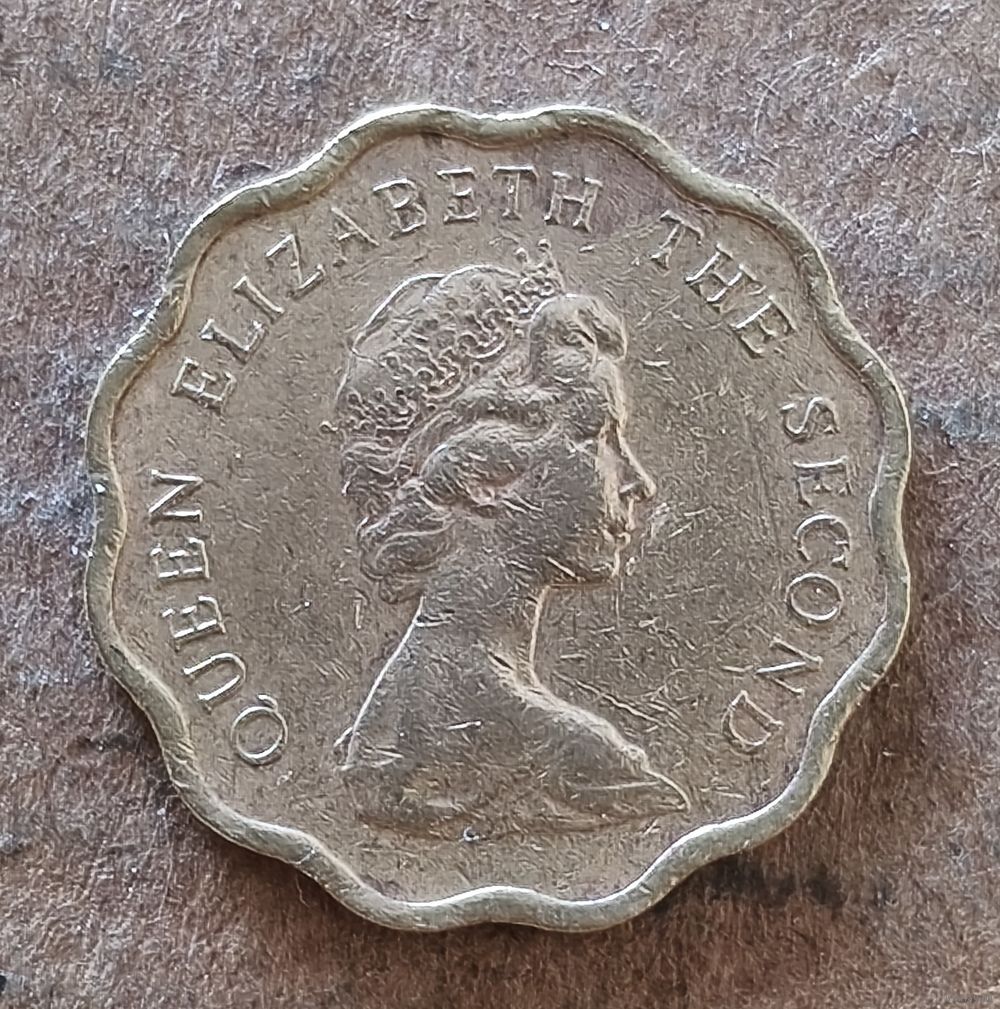 QUEEN ELIZABETH THE SECOND